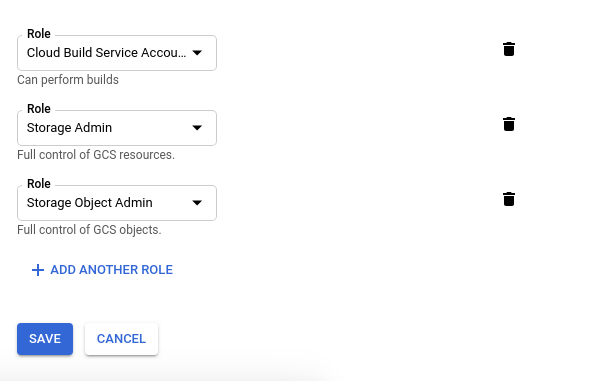 Role
Cloud Build Service Accou...
Can perform builds
Role
Storage Admin
Full control of GCS resources.
Role
Storage Object Admin
Full control of GCS objects.
ADD ANOTHER ROLE
SAVE CANCEL